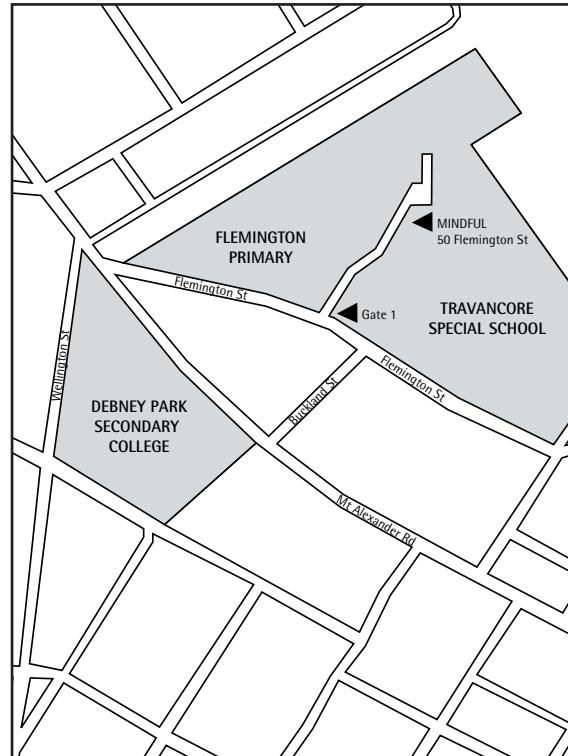 MINDFUL
50 Flemington St
FLEMINGTON
PRIMARY
Flemington St
Gate 1
TRAVANCORE
SPECIAL SCHOOL
Wellington St
Flemington St
Buckland St
DEBNEY PARK
SECONDARY
COLLEGE
Mt Alexander Rd